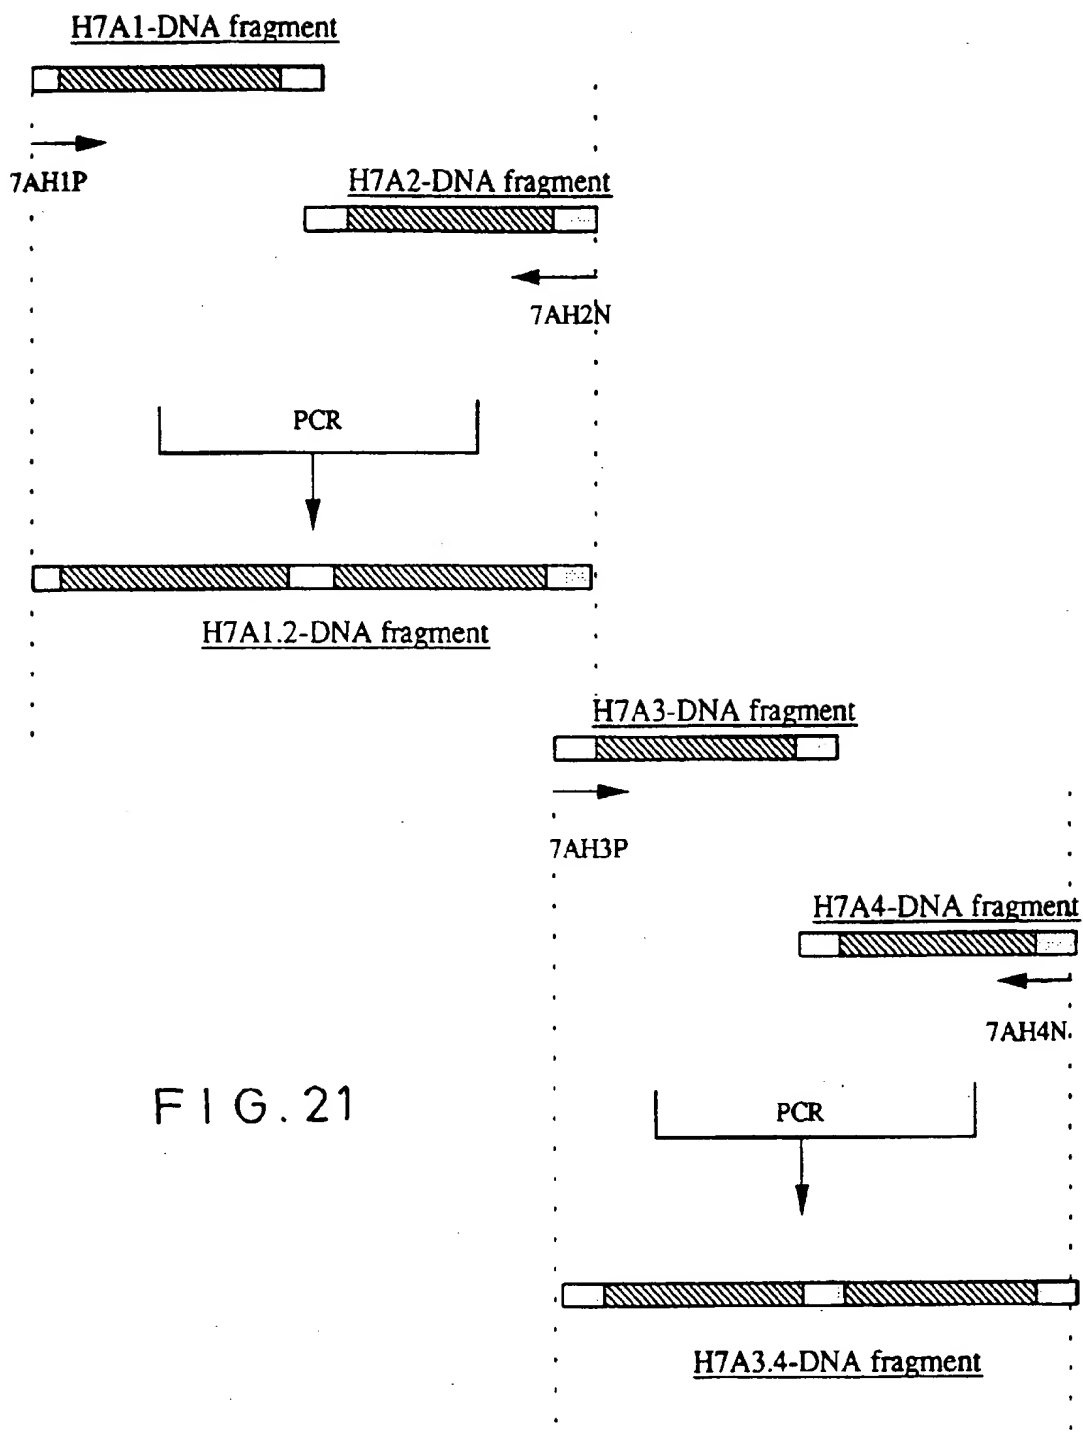 H7A1-DNA fragment
7AH1P
H7A2-DNA fragment
7AH2N
PCR
H7A1.2-DNA fragment
H7A3-DNA fragment
7AH3P
H7A4-DNA fragment
7AH4N
FIG.21
PCR
H7A3.4-DNA fragment